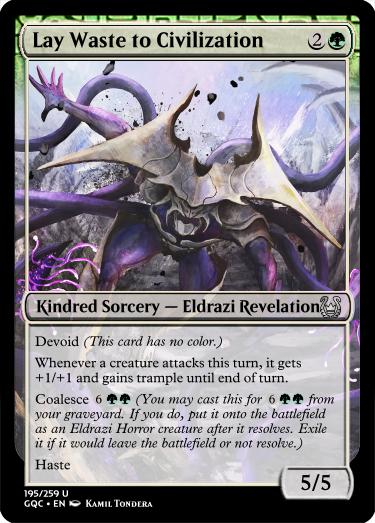 Lay Waste to Civilization 2
Kindred Sorcery — Eldrazi Revelation
Devoid (This card has no color.)
Whenever a creature attacks this turn, it gets
+1/+1 and gains trample until end of turn.
Coalesce 6 (You may cast this for 6 from
your graveyard. If you do, put it onto the battlefield
as an Eldrazi Horror creature after it resolves. Exile
it if it would leave the battlefield or not resolve.)
Haste
5/5
195/259 U
GQC • EN Kamil Tondera